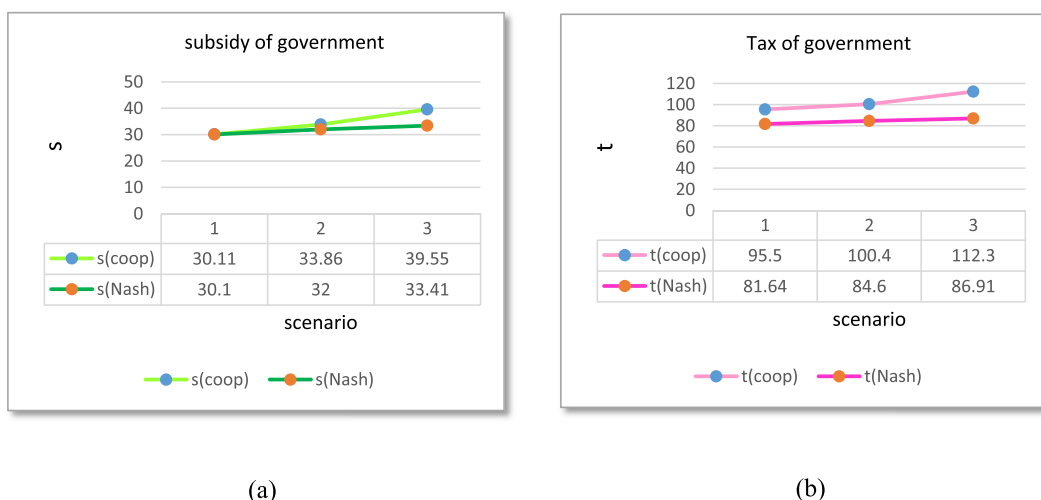 subsidy of government
50
40
30
20
10
0
s
1 2 3
s(coop) 30.11 33.86 39.55
s(Nash) 30.1 32 33.41
scenario
s(coop) s(Nash)
(a)
Tax of government
120
100
80
60
40
20
0
t
1 2 3
t(coop) 95.5 100.4 112.3
t(Nash) 81.64 84.6 86.91
scenario
t(coop) t(Nash)
(b)